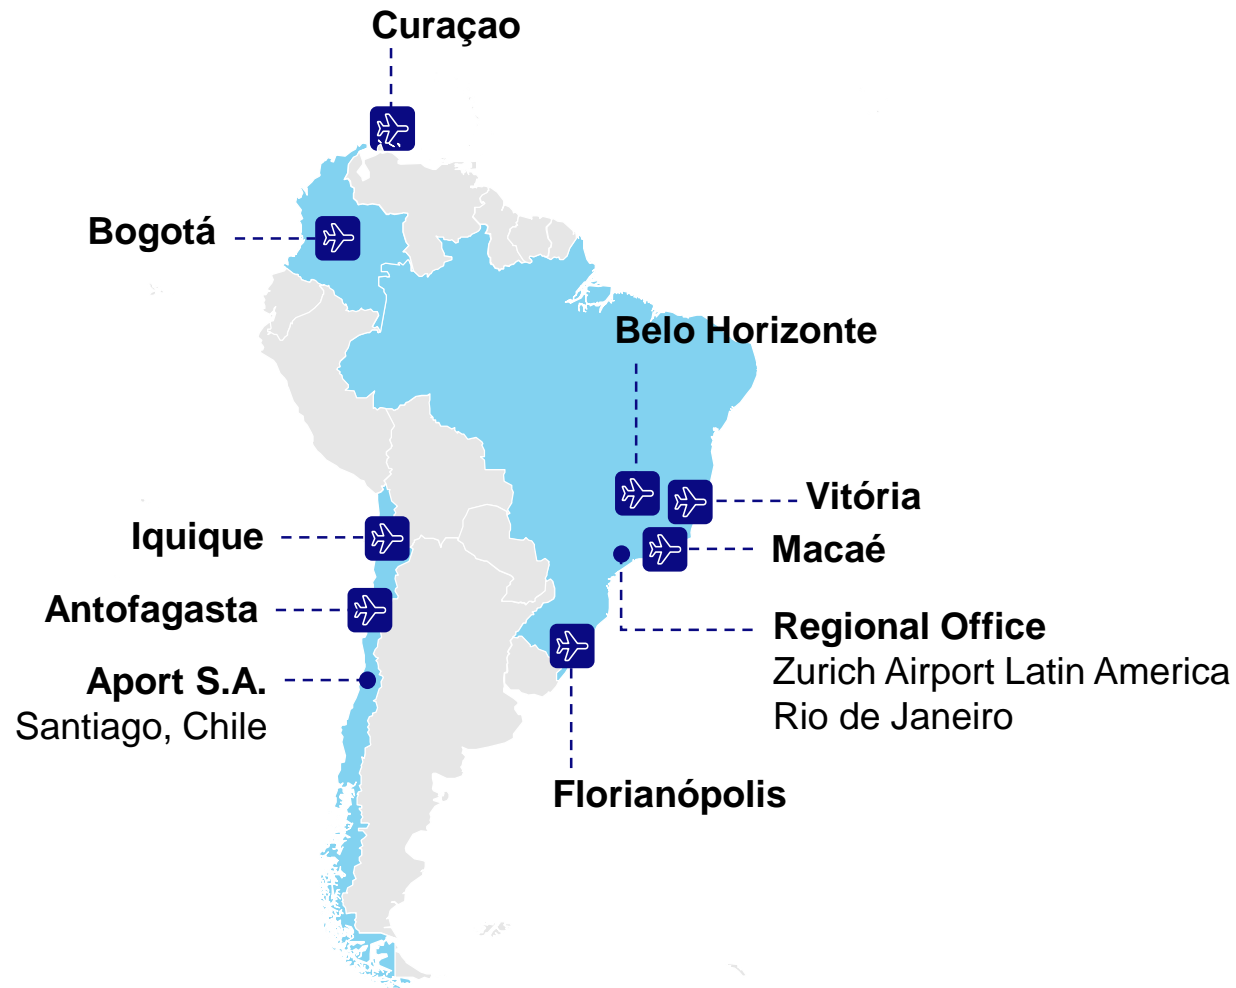 Curaçao
Bogotá
Belo Horizonte
Vitória
Iquique
Macaé
Antofagasta
Regional Office
Zurich Airport Latin America
Rio de Janeiro
Aport S.A.
Santiago, Chile
Florianópolis